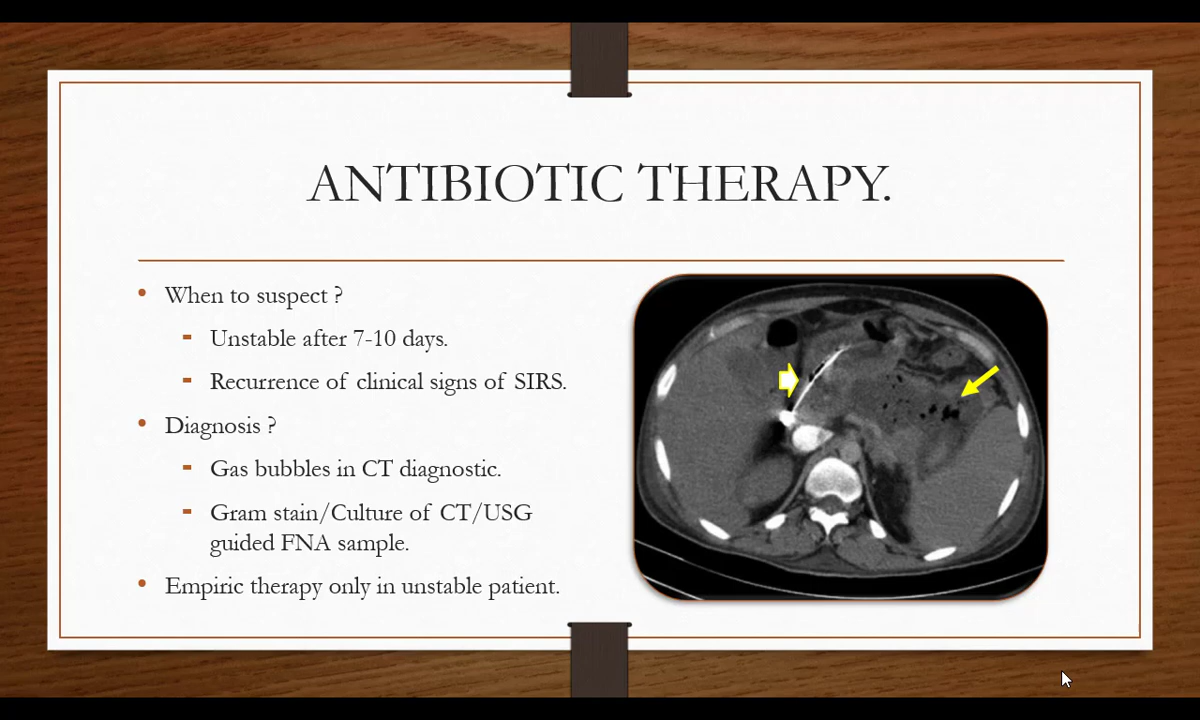 ANTIBIOTIC THERAPY.
• When to suspect ?
- Unstable after 7-10 days.
- Recurrence of clinical signs of SIRS.
• Diagnosis ?
- Gas bubbles in CT diagnostic.
- Gram stain/Culture of CT/USG
guided FNA sample.
• Empiric therapy only in unstable patient.